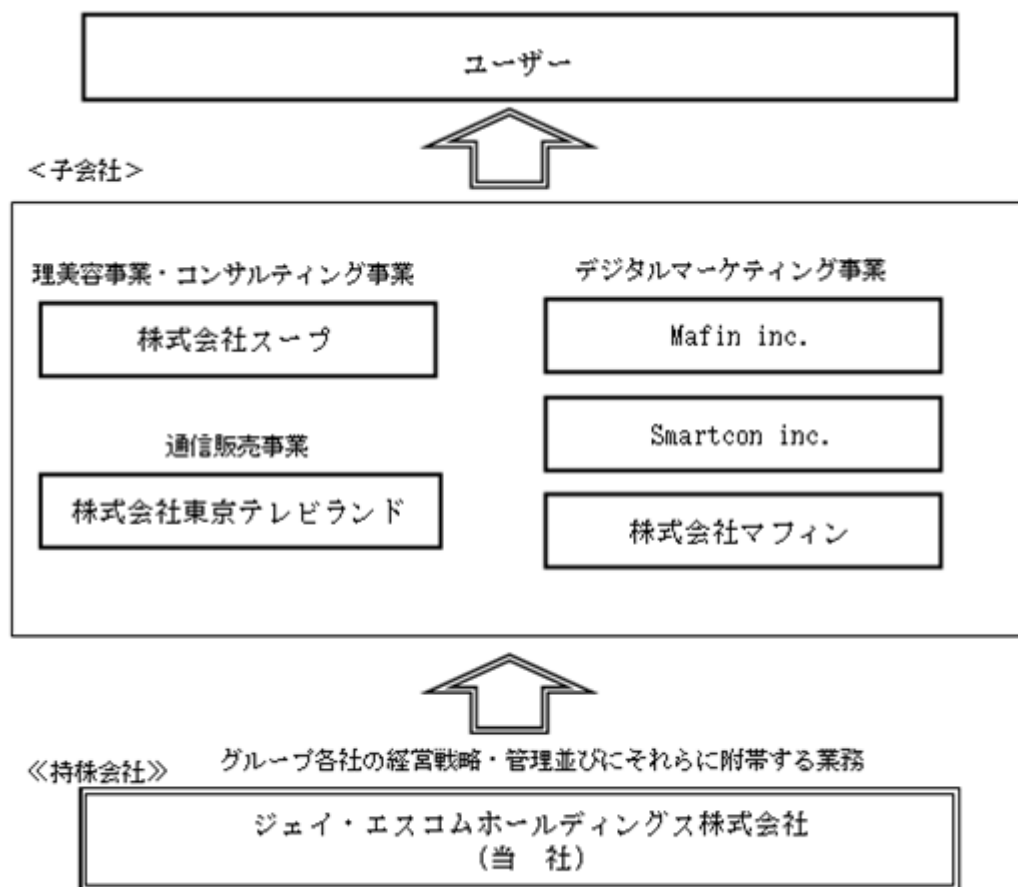 ユーザー
＜子会社＞
理美容事業・コンサルティング事業
株式会社スープ
通信販売事業
株式会社東京テレビランド
デジタルマーケティング事業
Mafin inc.
Smartcon inc.
株式会社マフィン
グループ各社の経営戦略・管理並びにそれらに附帯する業務
≪持株会社≫
ジェイ・エスコムホールディングス株式会社
（当　社）